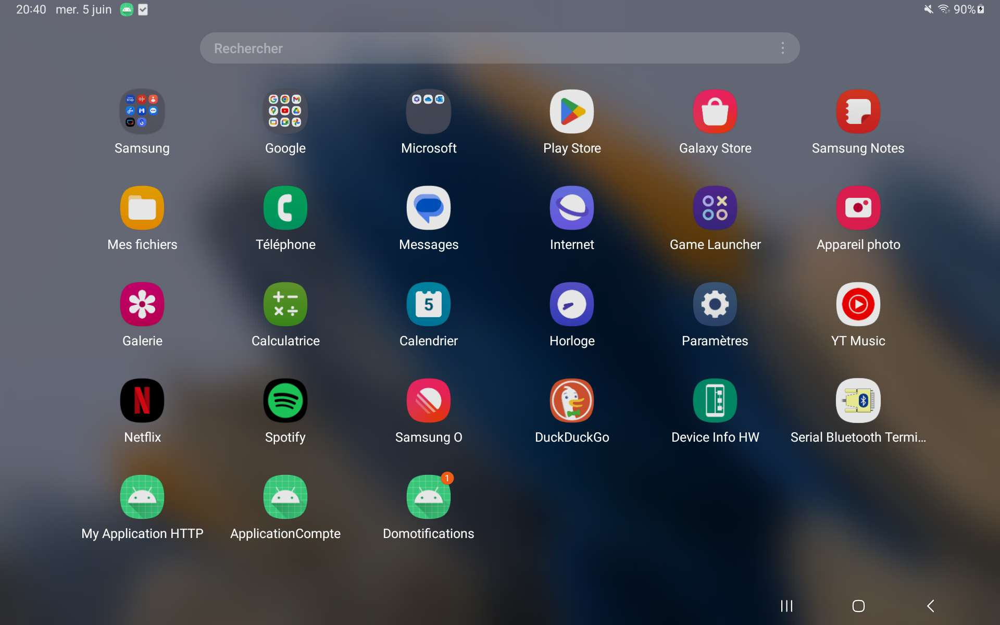 20:40 mer. 5 juin 90%
Rechercher
Samsung Google Microsoft Play Store Galaxy Store Samsung Notes
Mes fichiers Téléphone Messages Internet Game Launcher Appareil photo
5
Galerie Calculatrice Calendrier Horloge Paramètres YT Music
N
Netflix Spotify Samsung O DuckDuckGo Device Info HW Serial Bluetooth Termi...
1
My Application HTTP ApplicationCompte Domotifications